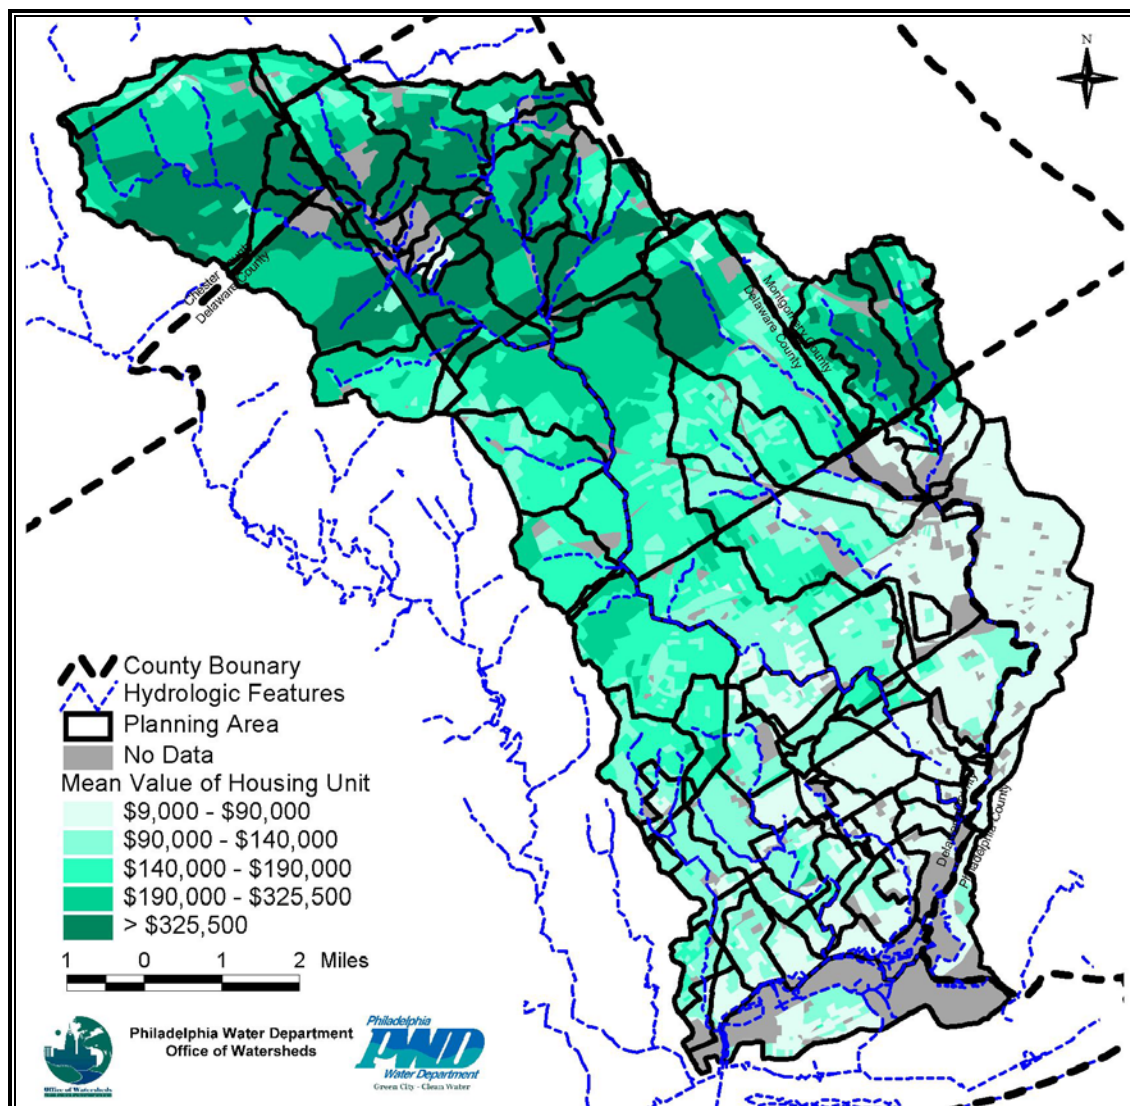 N
Chester County
Delaware County
Montgomery County
Delaware County
County Bounary
Hydrologic Features
Planning Area
No Data
Mean Value of Housing Unit
$9,000 - $90,000
$90,000 - $140,000
$140,000 - $190,000
$190,000 - $325,500
> $325,500
Delaware County
Philadelphia County
1 0 1 2 Miles
Philadelphia Water Department
Office of Watersheds
Office of Watersheds
Philadelphia
PWD
Water Department
Green City - Clean Water